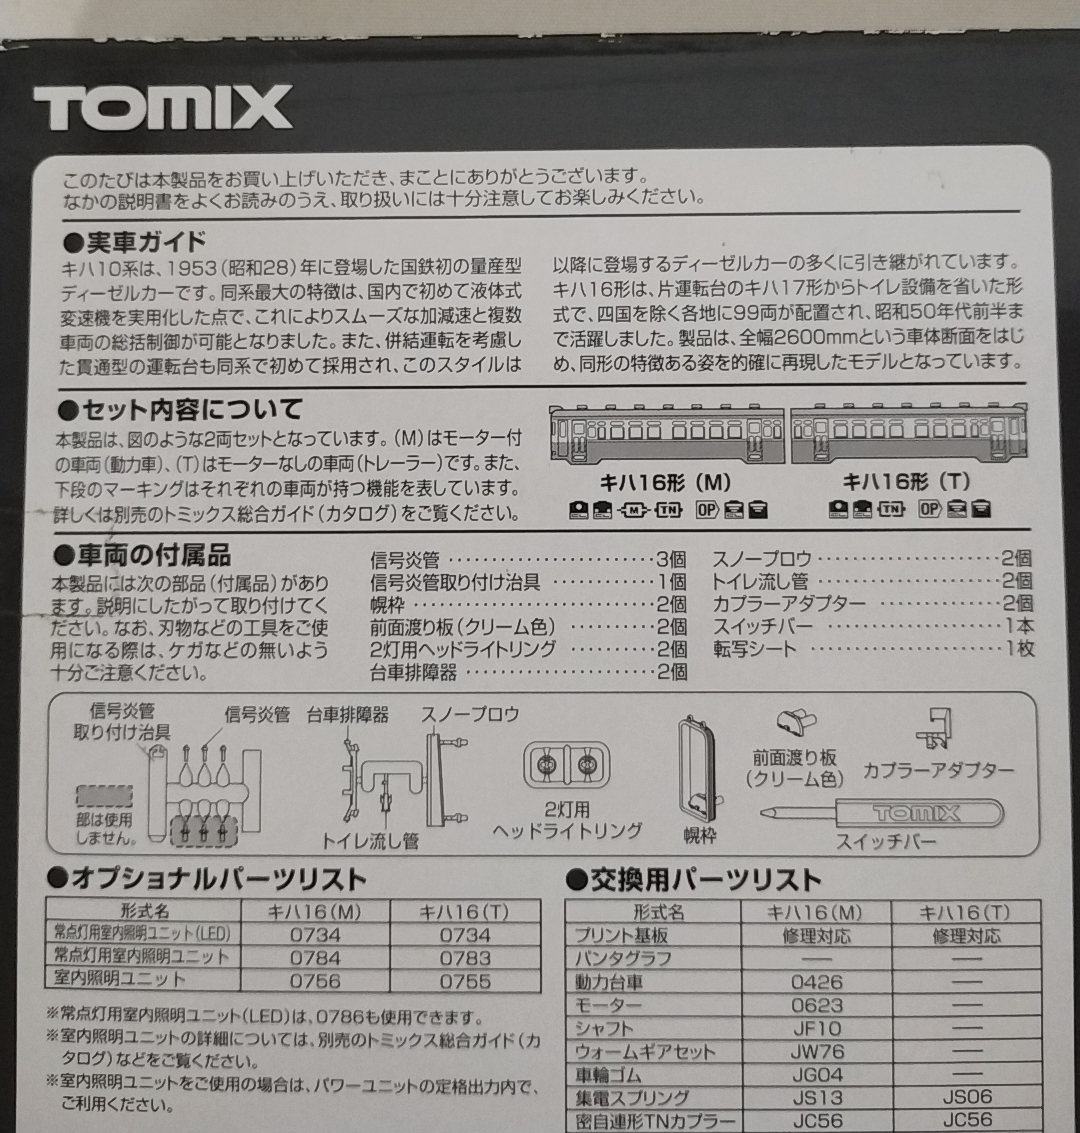 TOMIX
このたびは本製品をお買い上げいただき、まことにありがとうございます。
なかの説明書をよくお読みのうえ、取り扱いには十分注意してお楽しみください。
●実車ガイド
キハ10系は、1953(昭和28)年に登場した国鉄初の量産型
ディーゼルカーです。同系最大の特徴は、国内で初めて液体式
変速機を実用化した点で、これによりスムーズな加減速と複数
車両の総括制御が可能となりました。また、併結運転を考慮し
た貫通型の運転台も同系で初めて採用され、このスタイルは
以降に登場するディーゼルカーの多くに引き継がれています。
キハ16形は、片運転台のキハ17形からトイレ設備を省いた形
式で、四国を除く各地に99両が配置され、昭和50年代前半ま
で活躍しました。製品は、全幅2600mmという車体断面をはじ
め、同形の特徴ある姿を的確に再現したモデルとなっています。
●セット内容について
本製品は、図のような2両セットとなっています。(M)はモーター付
の車両(動力車)、(T)はモーターなしの車両(トレーラー)です。また、
下段のマーキングはそれぞれの車両が持つ機能を表しています。
詳しくは別売のトミックス総合ガイド(カタログ)をご覧ください。
キハ16形(M)
M TN OP
キハ16形(T)
TN OP
●車両の付属品
本製品には次の部品(付属品)があり
ます。説明にしたがって取り付けてく
ださい。なお、刃物などの工具をご使
用になる際は、ケガなどの無いよう
十分ご注意ください。
信号炎管 ・・・・・・・・・・・・・・・・・・・・・3個
信号炎管取り付け治具 ・・・・・・・・・・・1個
幌枠・・・・・・・・・・・・・・・・・・・・・・・・・2個
前面渡り板(クリーム色) ・・・・・・・・・2個
2灯用ヘッドライトリング ・・・・・・・・・2個
台車排障器・・・・・・・・・・・・・・・・・・・2個
スノープロウ・・・・・・・・・・・・・・・・・・・2個
トイレ流し管・・・・・・・・・・・・・・・・・・・2個
カプラーアダプター ・・・・・・・・・・・・・2個
スイッチバー・・・・・・・・・・・・・・・・・・・1本
転写シート ・・・・・・・・・・・・・・・・・・・・1枚
信号炎管
取り付け治具
信号炎管
台車排障器
スノープロウ
部は使用
しません。
トイレ流し管
2灯用
ヘッドライトリング
幌枠
前面渡り板
(クリーム色)
カプラーアダプター
TOMIX
スイッチバー
●オプショナルパーツリスト
形式名 キハ16(M) キハ16(T)
常点灯用室内照明ユニット(LED) 0734 0734
常点灯用室内照明ユニット 0784 0783
室内照明ユニット 0756 0755
※常点灯用室内照明ユニット(LED)は、0786も使用できます。
※室内照明ユニットの詳細については、別売のトミックス総合ガイド(カ
タログ)などをご覧ください。
※室内照明ユニットをご使用の場合は、パワーユニットの定格出力内で、
ご利用ください。
●交換用パーツリスト
形式名 キハ16(M) キハ16(T)
プリント基板 修理対応 修理対応
パンタグラフ ── ──
動力台車 0426 ──
モーター 0623 ──
シャフト JF10 ──
ウォームギアセット JW76 ──
車輪ゴム JG04 ──
集電スプリング JS13 JS06
密自連形TNカプラー JC56 JC56